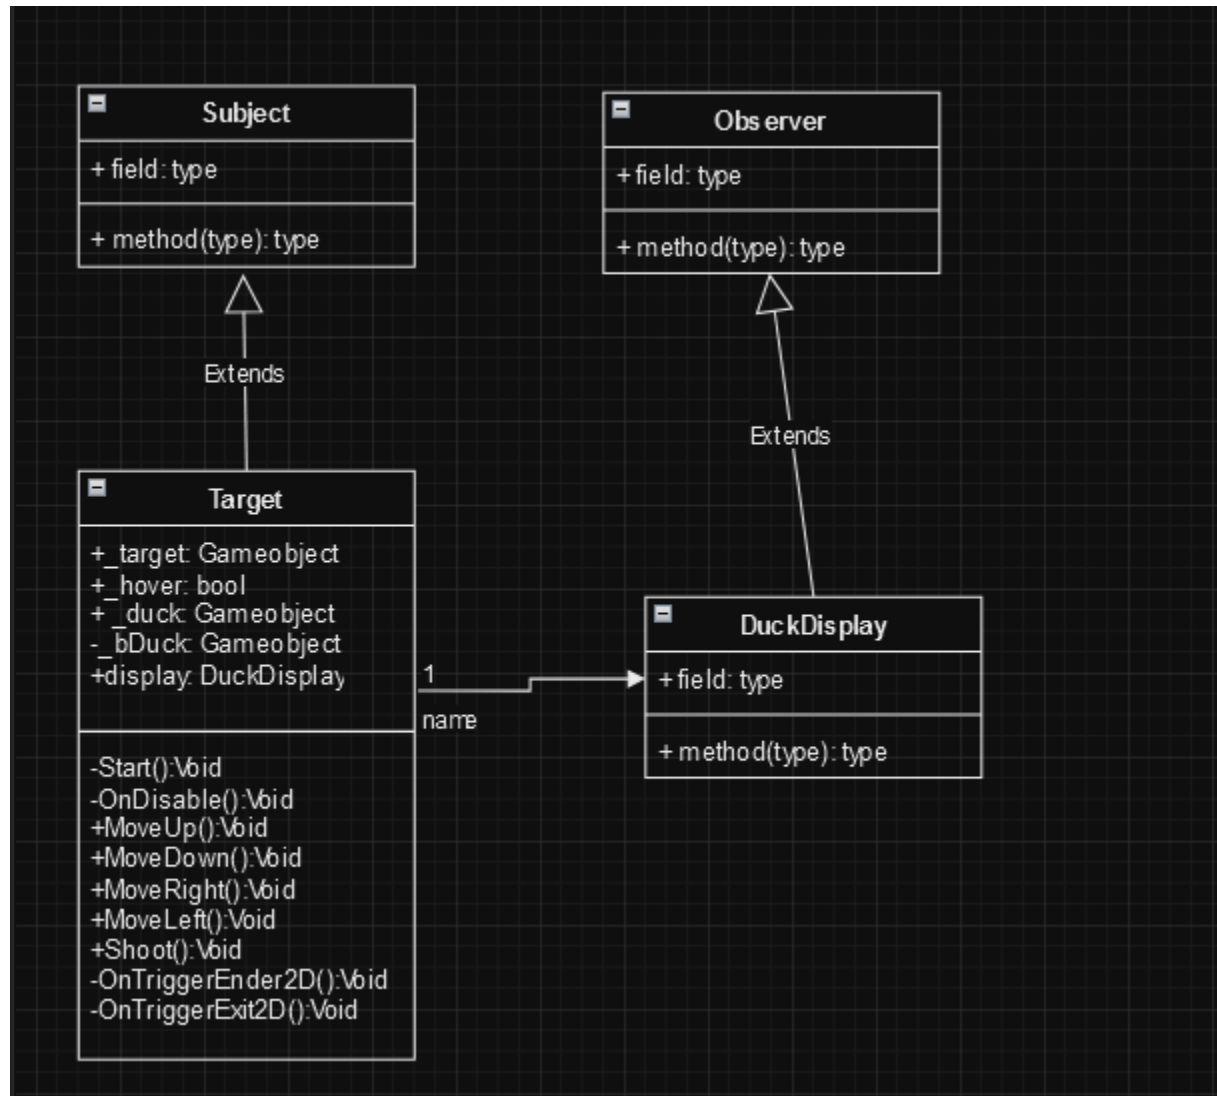 Subject
+ field: type
+ method(type): type
Observer
+ field: type
+ method(type): type
Extends
Extends
Target
+_target: Gameobject
+_hover: bool
+ _duck: Gameobject
-_bDuck: Gameobject
+display: DuckDisplay
-Start():Void
-OnDisable():Void
+MoveUp():Void
+MoveDown():Void
+MoveRight():Void
+MoveLeft():Void
+Shoot():Void
-OnTriggerEnder2D():Void
-OnTriggerExit2D():Void
1
name
DuckDisplay
+ field: type
+ method(type): type